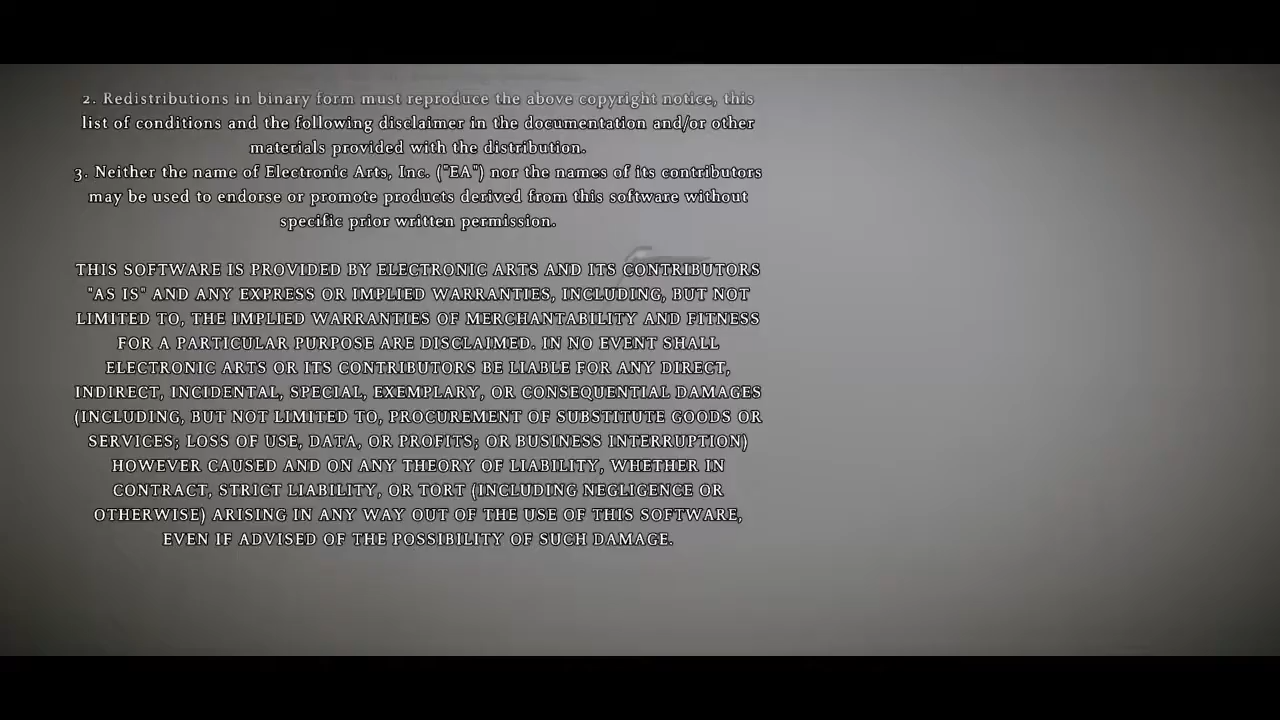 2. Redistributions in binary form must reproduce the above copyright notice, this
list of conditions and the following disclaimer in the documentation and/or other
materials provided with the distribution.
3. Neither the name of Electronic Arts, Inc. ("EA") nor the names of its contributors
may be used to endorse or promote products derived from this software without
specific prior written permission.
THIS SOFTWARE IS PROVIDED BY ELECTRONIC ARTS AND ITS CONTRIBUTORS
"AS IS" AND ANY EXPRESS OR IMPLIED WARRANTIES, INCLUDING, BUT NOT
LIMITED TO, THE IMPLIED WARRANTIES OF MERCHANTABILITY AND FITNESS
FOR A PARTICULAR PURPOSE ARE DISCLAIMED. IN NO EVENT SHALL
ELECTRONIC ARTS OR ITS CONTRIBUTORS BE LIABLE FOR ANY DIRECT,
INDIRECT, INCIDENTAL, SPECIAL, EXEMPLARY, OR CONSEQUENTIAL DAMAGES
(INCLUDING, BUT NOT LIMITED TO, PROCUREMENT OF SUBSTITUTE GOODS OR
SERVICES; LOSS OF USE, DATA, OR PROFITS; OR BUSINESS INTERRUPTION)
HOWEVER CAUSED AND ON ANY THEORY OF LIABILITY, WHETHER IN
CONTRACT, STRICT LIABILITY, OR TORT (INCLUDING NEGLIGENCE OR
OTHERWISE) ARISING IN ANY WAY OUT OF THE USE OF THIS SOFTWARE,
EVEN IF ADVISED OF THE POSSIBILITY OF SUCH DAMAGE.